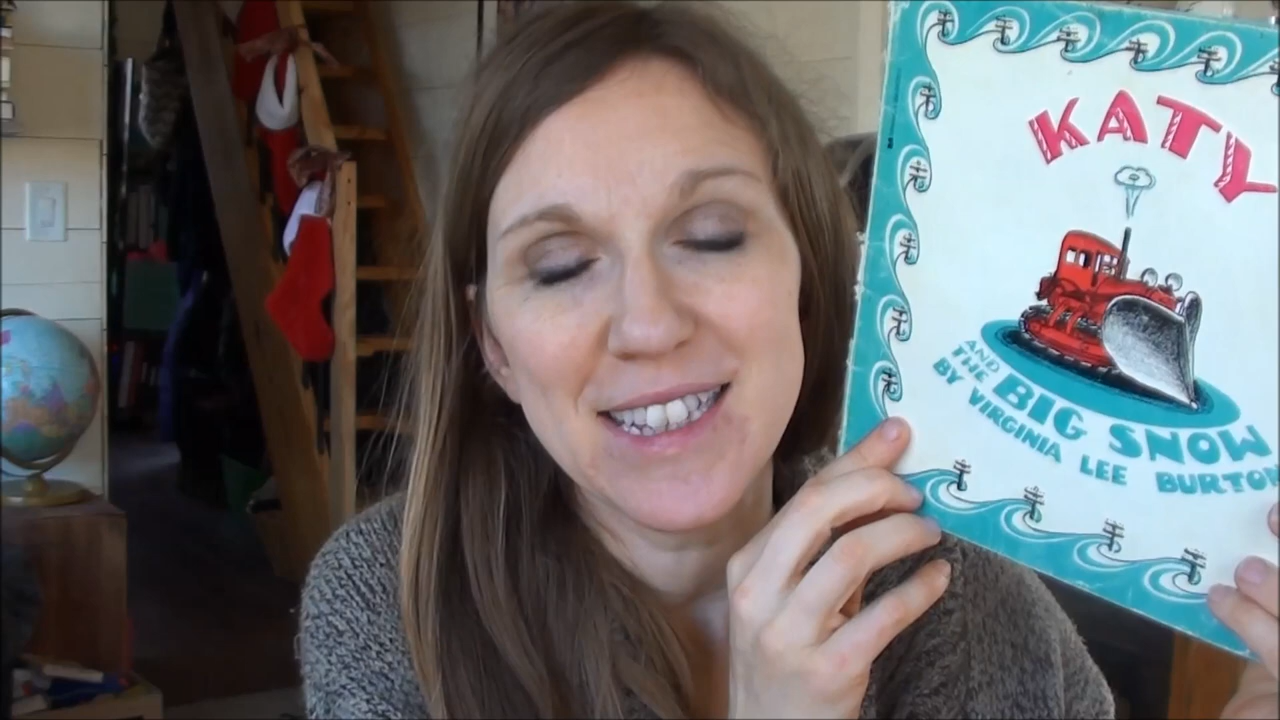 KATY
AND
THE BIG SNOW
BY VIRGINIA LEE BURTON